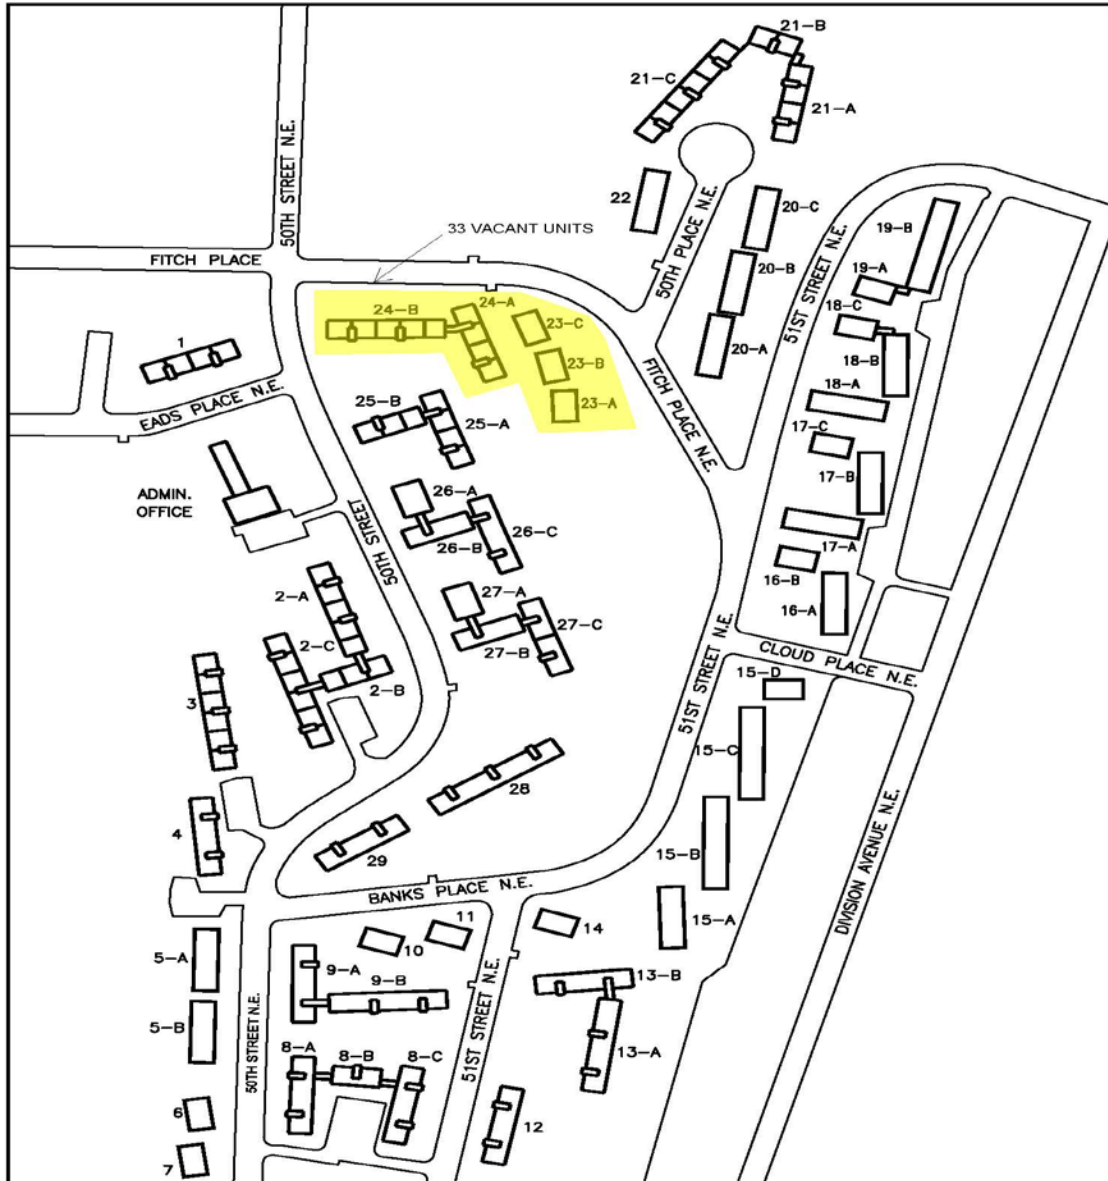 21-B
21-C
21-A
50TH STREET N.E.
22
20-C
50TH PLACE N.E.
19-B
33 VACANT UNITS
51ST STREET N.E.
FITCH PLACE
20-B
19-A
24-A
24-B
23-C
18-C
1
20-A
18-B
23-B
FITCH PLACE N.E.
18-A
EADS PLACE N.E.
25-B
23-A
25-A
17-C
17-B
ADMIN.
OFFICE
26-A
50TH STREET
26-C
26-B
17-A
16-B
2-A
27-A
16-A
27-C
2-C
51ST STREET N.E.
CLOUD PLACE N.E.
27-B
15-D
2-B
3
15-C
28
4
29
15-B
DIVISION AVENUE N.E.
BANKS PLACE N.E.
15-A
11
14
10
5-A
9-A
9-B
13-B
51ST STREET N.E.
5-B
50TH STREET N.E.
8-A
8-B
8-C
13-A
6
12
7